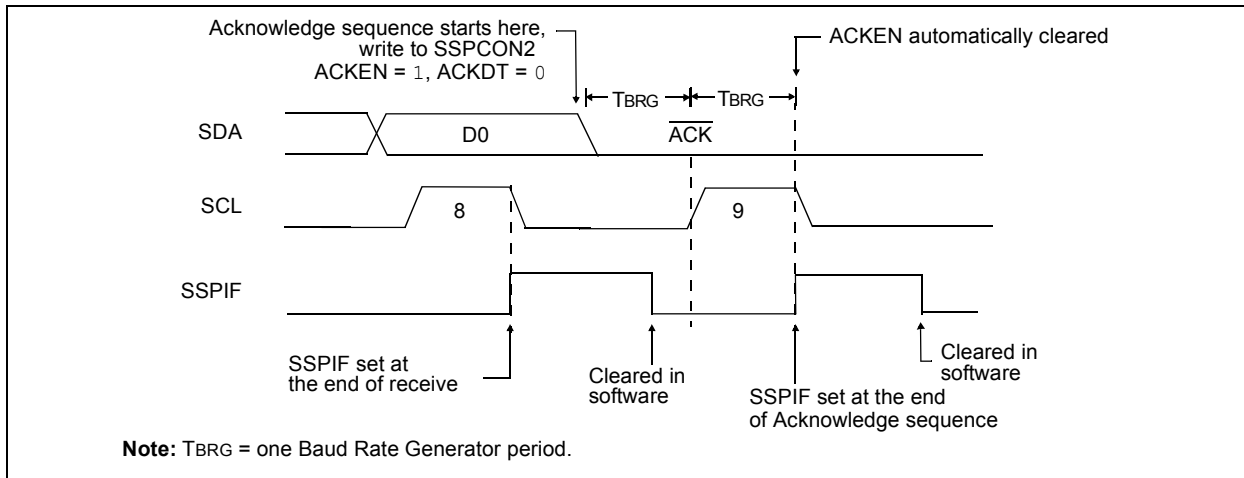 Acknowledge sequence starts here,
write to SSPCON2
ACKEN = 1, ACKDT = 0
ACKEN automatically cleared
TBRG
TBRG
SDA
D0
ACK
SCL
8
9
SSPIF
SSPIF set at
the end of receive
Cleared in
software
SSPIF set at the end
of Acknowledge sequence
Cleared in
software
Note: TBRG = one Baud Rate Generator period.